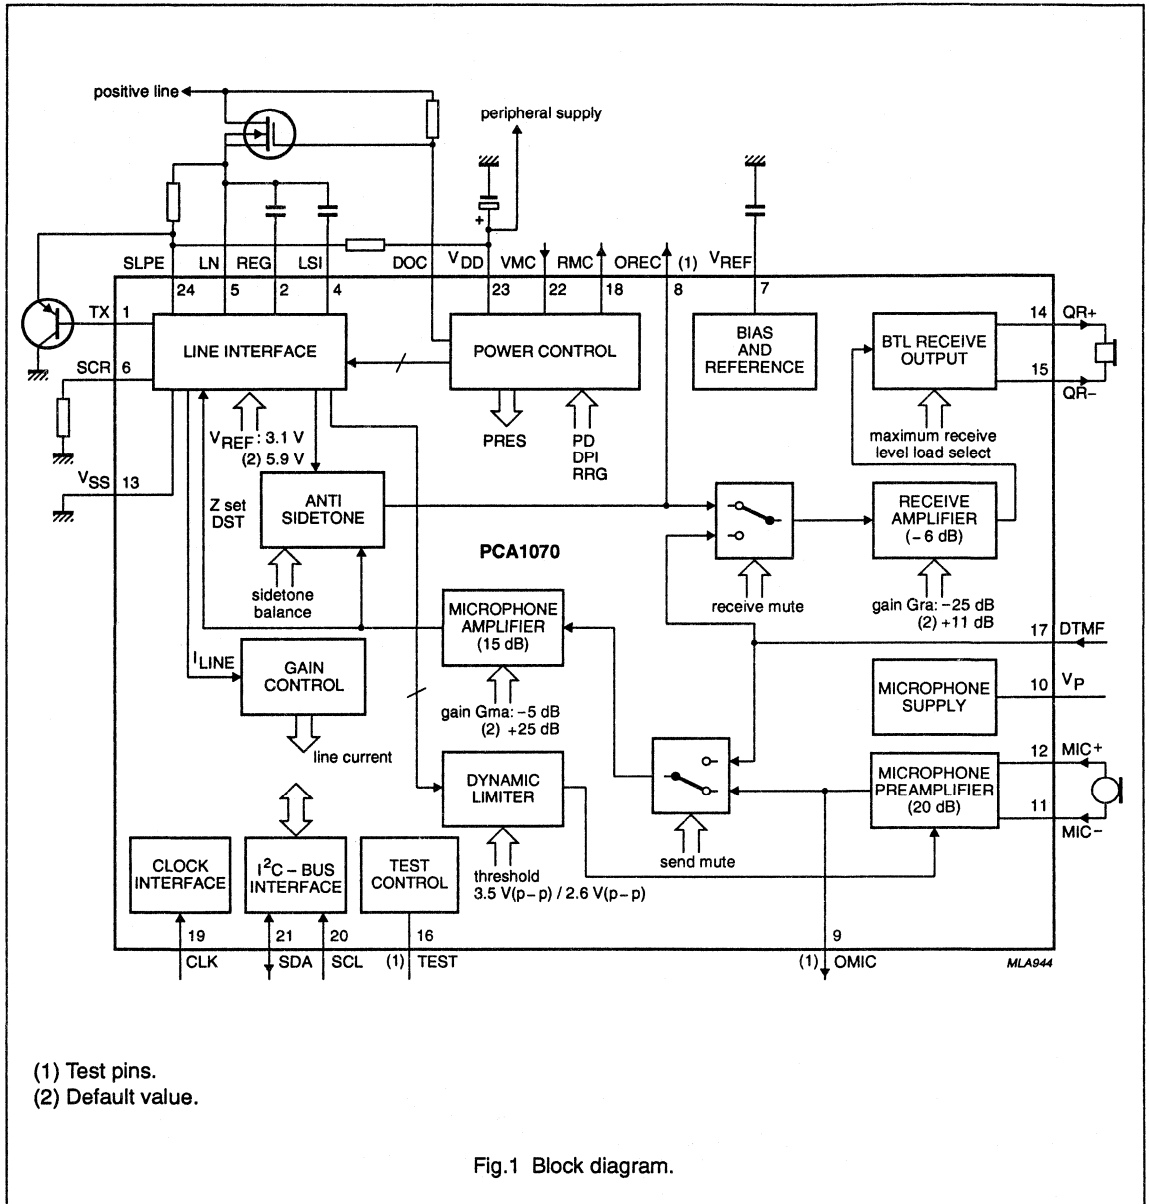 positive line
peripheral supply
+
SLPE LN REG LSI DOC VDD VMC RMC OREC (1) VREF
24 5 2 4 23 22 18 8 7
TX 1
SCR 6
VSS 13
LINE INTERFACE
POWER CONTROL
BIAS
AND
REFERENCE
BTL RECEIVE
OUTPUT
14 QR+
15
QR−
VREF : 3.1 V
(2) 5.9 V
PRES
PD
DPI
RRG
maximum receive
level load select
Z set
DST
ANTI
SIDETONE
PCA1070
RECEIVE
AMPLIFIER
(– 6 dB)
sidetone
balance
receive mute
gain Gra: −25 dB
(2) +11 dB
MICROPHONE
AMPLIFIER
(15 dB)
17 DTMF
ILINE
GAIN
CONTROL
MICROPHONE
SUPPLY
10 VP
gain Gma: −5 dB
(2) +25 dB
line current
DYNAMIC
LIMITER
MICROPHONE
PREAMPLIFIER
(20 dB)
12 MIC+
11
MIC−
send mute
threshold
3.5 V(p−p) / 2.6 V(p−p)
CLOCK
INTERFACE
I²C – BUS
INTERFACE
TEST
CONTROL
19 21 20 16 9
CLK SDA SCL (1) TEST (1) OMIC
MLA944
(1) Test pins.
(2) Default value.
Fig.1 Block diagram.